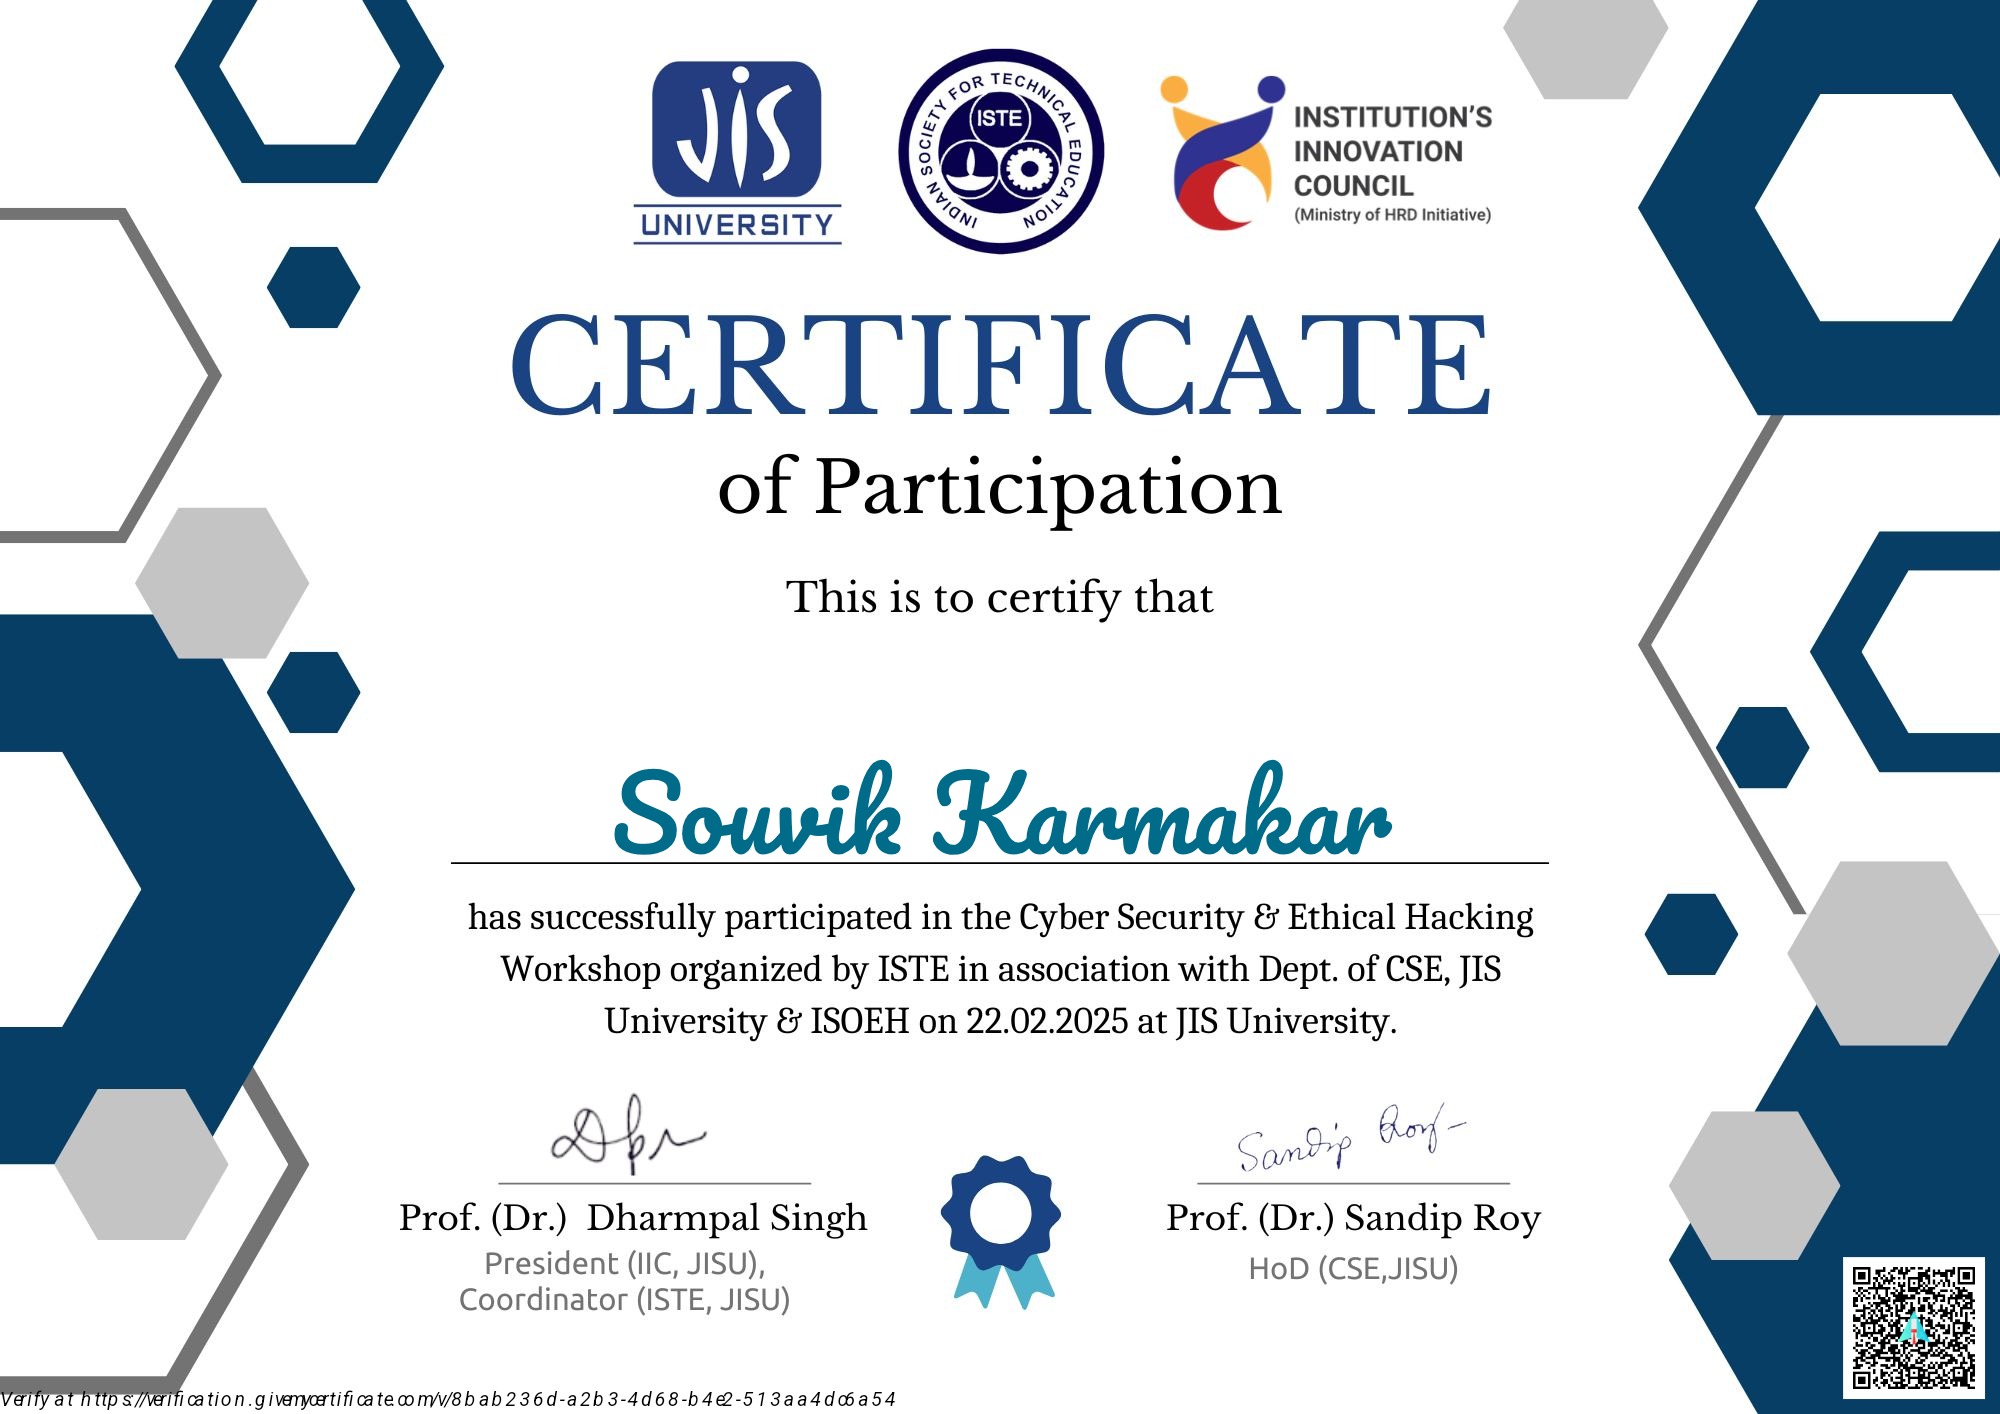 JIS
UNIVERSITY
INDIAN SOCIETY FOR TECHNICAL EDUCATION
ISTE
INSTITUTION'S
INNOVATION
COUNCIL
(Ministry of HRD Initiative)
CERTIFICATE
of Participation
This is to certify that
Souvik Karmakar
has successfully participated in the Cyber Security & Ethical Hacking
Workshop organized by ISTE in association with Dept. of CSE, JIS
University & ISOEH on 22.02.2025 at JIS University.
Sandip Roy
Prof. (Dr.) Dharmpal Singh
President (IIC, JISU),
Coordinator (ISTE, JISU)
Prof. (Dr.) Sandip Roy
HoD (CSE,JISU)
Verify at https://verification.givemycertificate.com/v/8bab236d-a2b3-4d68-b4e2-513aa4dc6a54